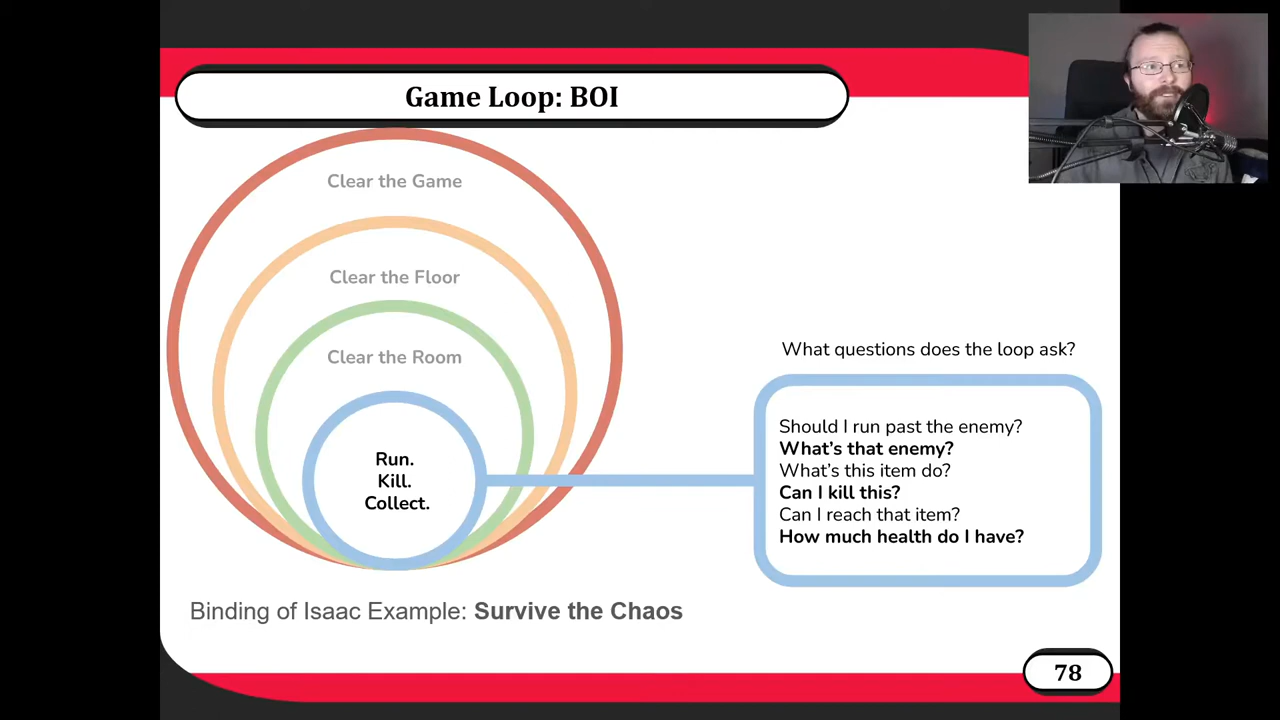 Game Loop: BOI
Clear the Game
Clear the Floor
Clear the Room
Run.
Kill.
Collect.
What questions does the loop ask?
Should I run past the enemy?
What's that enemy?
What's this item do?
Can I kill this?
Can I reach that item?
How much health do I have?
Binding of Isaac Example: Survive the Chaos
78